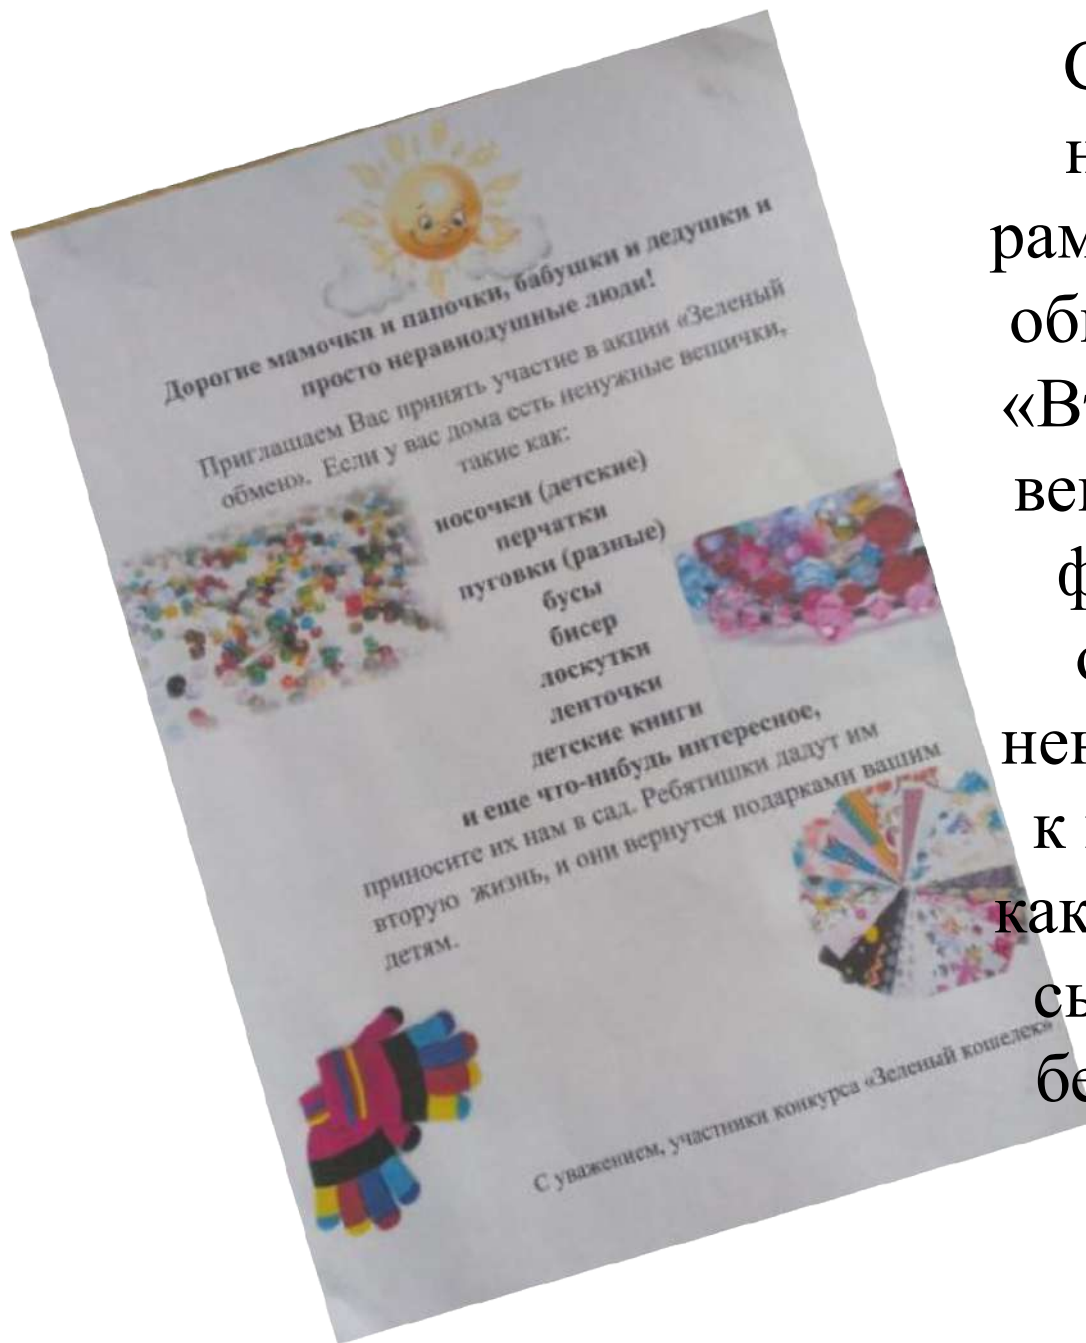 Дорогие мамочки и папочки, бабушки и дедушки и
просто неравнодушные люди!
Приглашаем Вас принять участие в акции «Зеленый
обмен». Если у вас дома есть ненужные вещички,
такие как:
носочки (детские)
перчатки
пуговки (разные)
бусы
бисер
лоскутки
ленточки
детские книги
и еще что-нибудь интересное,
приносите их нам в сад. Ребятишки дадут им
вторую жизнь, и они вернутся подарками вашим
детям.
С уважением, участники конкурса «Зеленый кошелек»